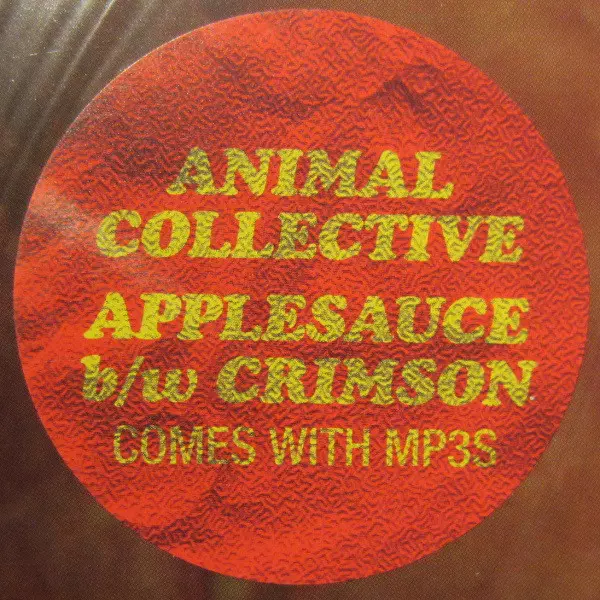 ANIMAL
COLLECTIVE
APPLESAUCE
b/w CRIMSON
COMES WITH MP3S